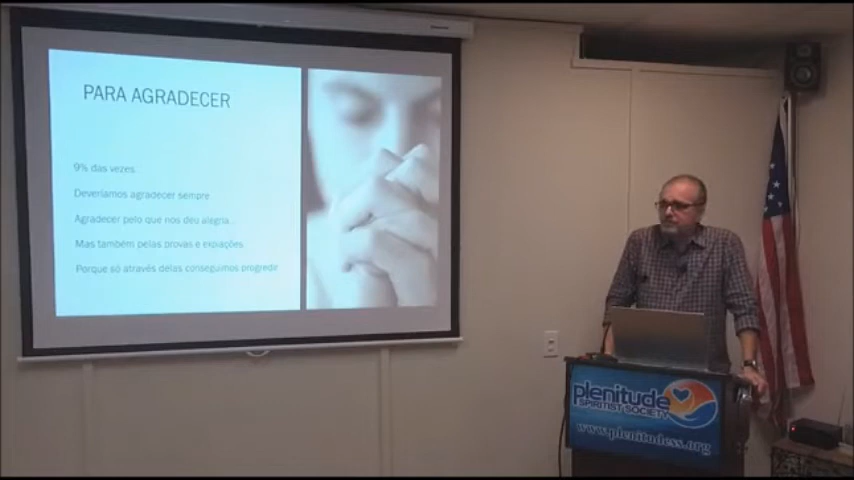 PARA AGRADECER
9% das vezes
Deveríamos agradecer sempre
Agradecer pelo que nos deu alegria...
Mas também pelas provas e expiações
Porque só através delas conseguimos progredir
plenitude
SPIRITIST SOCIETY
www.plenitudess.org